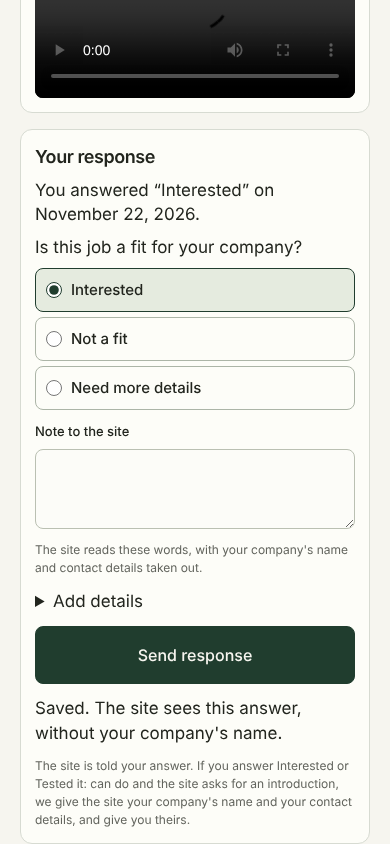 0:00
Your response
You answered “Interested” on
November 22, 2026.
Is this job a fit for your company?
Interested
Not a fit
Need more details
Note to the site
The site reads these words, with your company's name
and contact details taken out.
Add details
Send response
Saved. The site sees this answer,
without your company's name.
The site is told your answer. If you answer Interested or
Tested it: can do and the site asks for an introduction,
we give the site your company's name and your contact
details, and give you theirs.